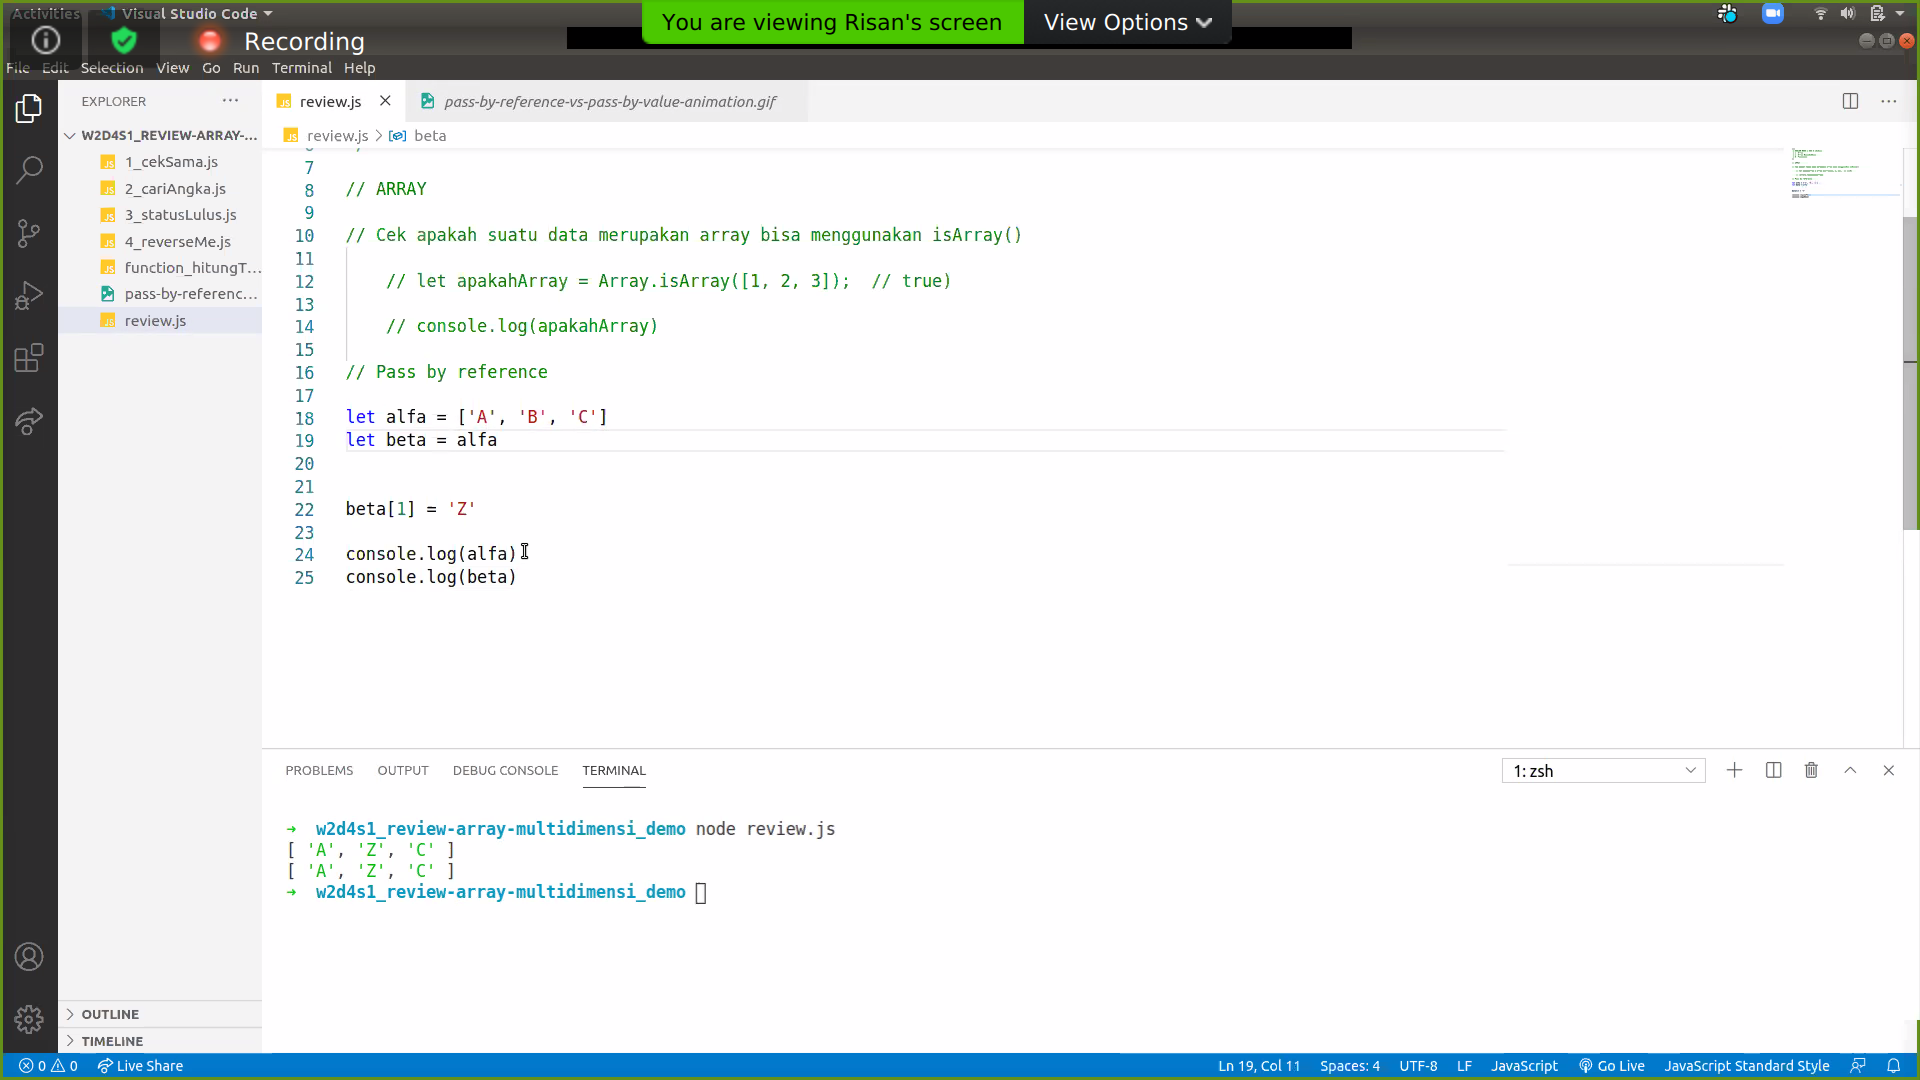 Activities Visual Studio Code
You are viewing Risan's screen View Options
Recording
File Edit Selection View Go Run Terminal Help
EXPLORER
review.js
pass-by-reference-vs-pass-by-value-animation.gif
W2D4S1_REVIEW-ARRAY-...
review.js > beta
1_cekSama.js
2_cariAngka.js
3_statusLulus.js
4_reverseMe.js
function_hitungT...
pass-by-referenc...
review.js
7
8 // ARRAY
9
10 // Cek apakah suatu data merupakan array bisa menggunakan isArray()
11
12 // let apakahArray = Array.isArray([1, 2, 3]); // true)
13
14 // console.log(apakahArray)
15
16 // Pass by reference
17
18 let alfa = ['A', 'B', 'C']
19 let beta = alfa
20
21
22 beta[1] = 'Z'
23
24 console.log(alfa)
25 console.log(beta)
PROBLEMS OUTPUT DEBUG CONSOLE TERMINAL
1: zsh
➜ w2d4s1_review-array-multidimensi_demo node review.js
[ 'A', 'Z', 'C' ]
[ 'A', 'Z', 'C' ]
➜ w2d4s1_review-array-multidimensi_demo
OUTLINE
TIMELINE
0 0 Live Share
Ln 19, Col 11 Spaces: 4 UTF-8 LF JavaScript Go Live JavaScript Standard Style